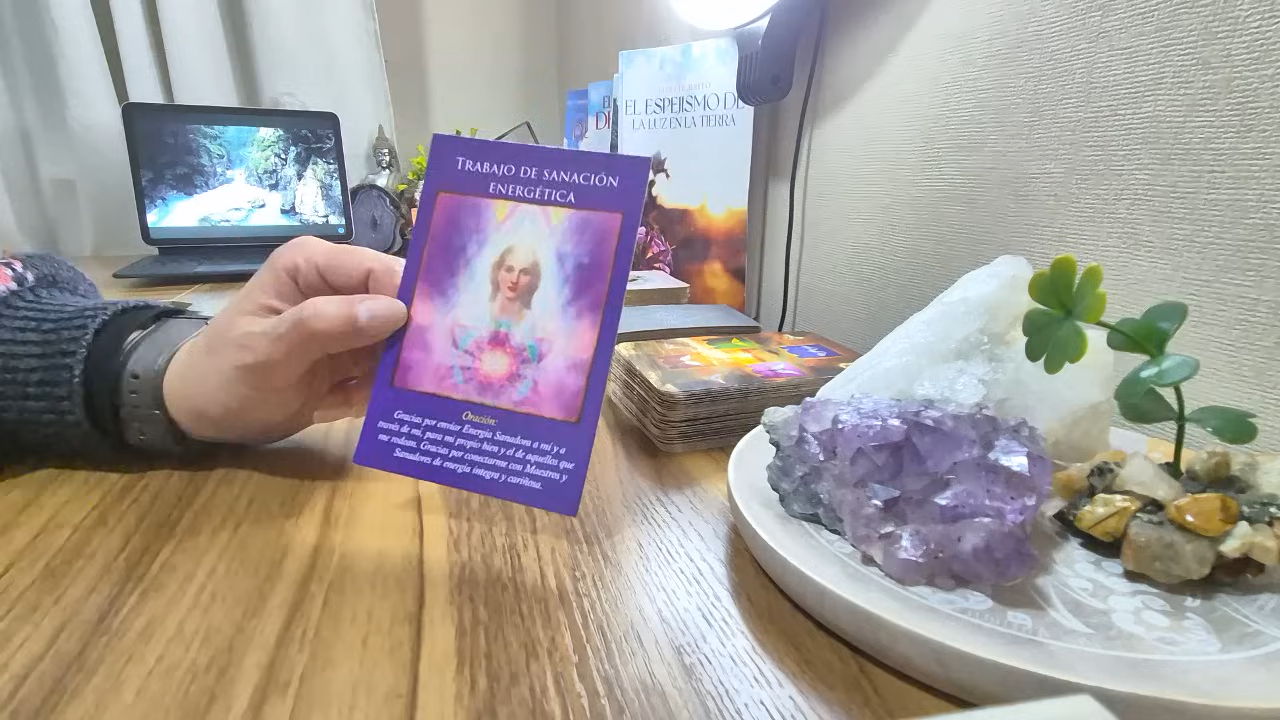 TRABAJO DE SANACIÓN
ENERGÉTICA
Oración:
Gracias por enviar Energía Sanadora a mí y a
través de mí, para mi propio bien y el de aquellos que
me rodean. Gracias por conectarme con Maestros y
Sanadores de energía íntegra y cariñosa.
EL ESPEJISMO DE
LA LUZ EN LA TIERRA